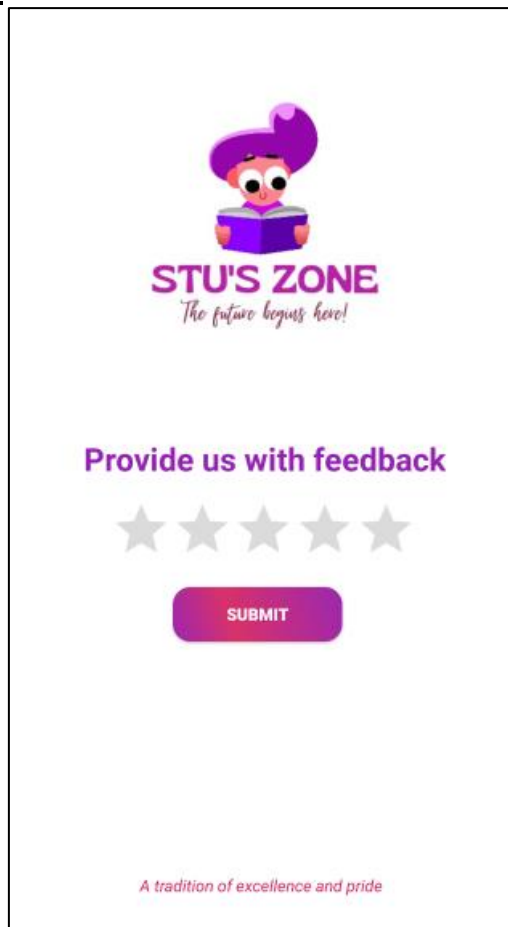 STU'S ZONE
The future begins here!
Provide us with feedback
SUBMIT
A tradition of excellence and pride